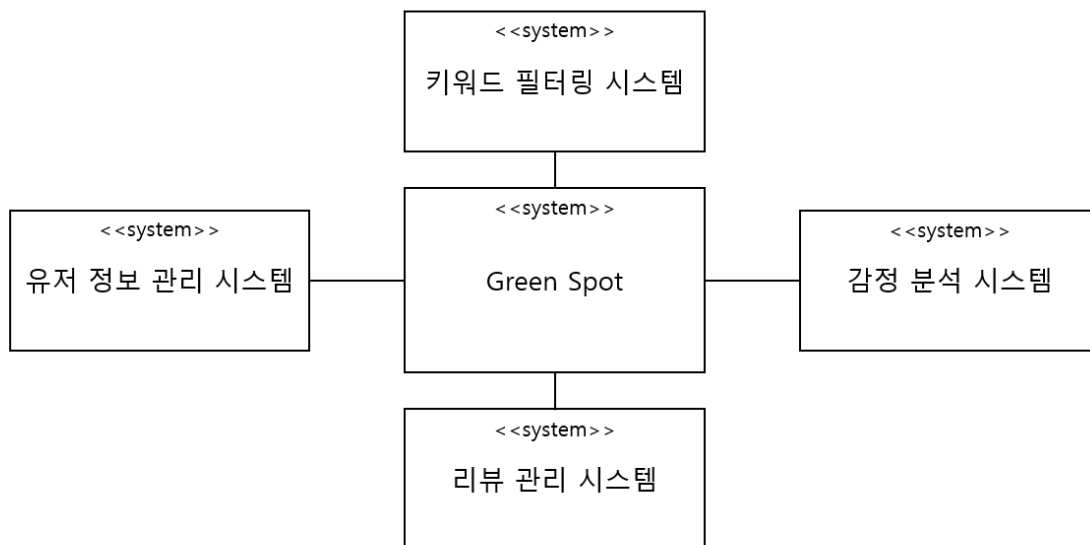 <<system>>
키워드 필터링 시스템
<<system>>
Green Spot
<<system>>
유저 정보 관리 시스템
<<system>>
감정 분석 시스템
<<system>>
리뷰 관리 시스템